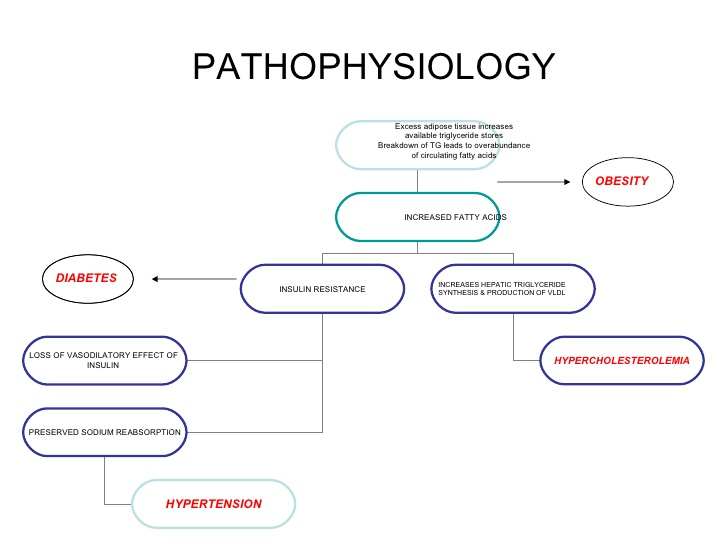 PATHOPHYSIOLOGY
Excess adipose tissue increases
available triglyceride stores
Breakdown of TG leads to overabundance
of circulating fatty acids
OBESITY
INCREASED FATTY ACIDS
DIABETES
INSULIN RESISTANCE
INCREASES HEPATIC TRIGLYCERIDE
SYNTHESIS & PRODUCTION OF VLDL
LOSS OF VASODILATORY EFFECT OF
INSULIN
HYPERCHOLESTEROLEMIA
PRESERVED SODIUM REABSORPTION
HYPERTENSION